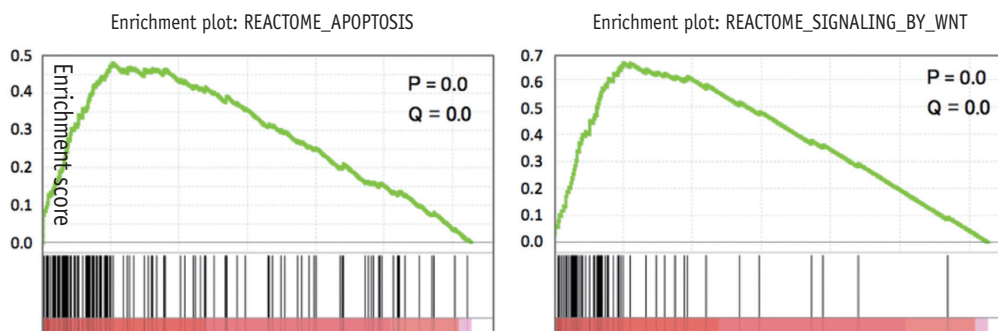 Enrichment plot: REACTOME_APOPTOSIS
0.5
0.4
0.3
0.2
0.1
0.0
Enrichment score
P = 0.0
Q = 0.0
Enrichment plot: REACTOME_SIGNALING_BY_WNT
0.7
0.6
0.5
0.4
0.3
0.2
0.1
0.0
P = 0.0
Q = 0.0